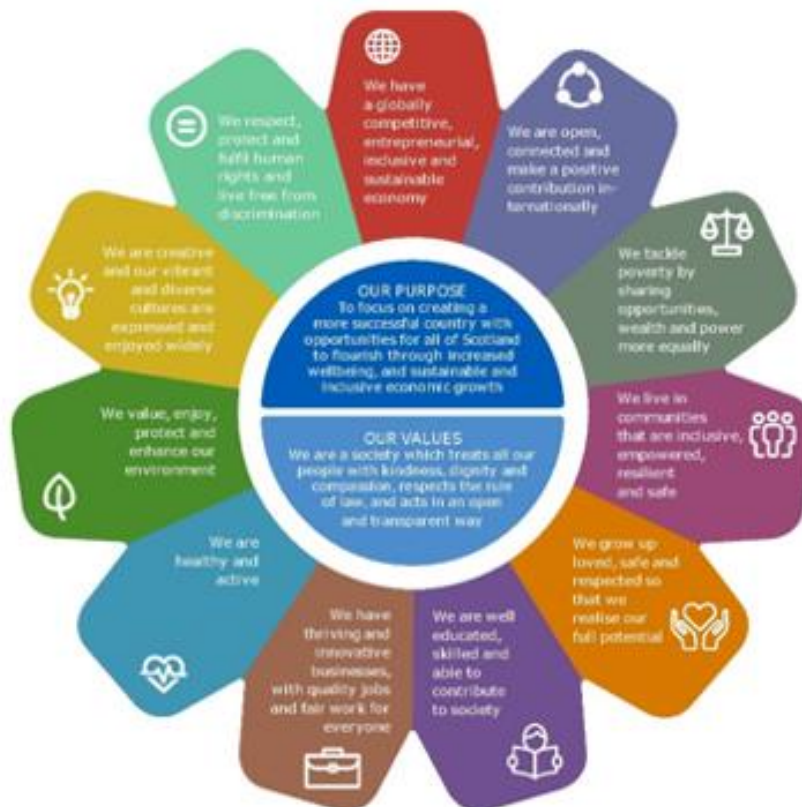 We have
a globally
competitive,
entrepreneurial,
inclusive and
sustainable
economy
We are open,
connected and
make a positive
contribution in-
ternationally
We tackle
poverty by
sharing
opportunities,
wealth and power
more equally
We live in
communities
that are inclusive,
empowered,
resilient
and safe
We grow up
loved, safe and
respected so
that we
realise our
full potential
We are well
educated,
skilled and
able to
contribute
to society
We have
thriving and
innovative
businesses,
with quality jobs
and fair work for
everyone
We are
healthy and
active
We value, enjoy,
protect and
enhance our
environment
We are creative
and our vibrant
and diverse
cultures are
expressed and
enjoyed widely
We respect,
protect and
fulfil human
rights and
live free from
discrimination
OUR PURPOSE
To focus on creating a
more successful country with
opportunities for all of Scotland
to flourish through increased
wellbeing, and sustainable and
inclusive economic growth
OUR VALUES
We are a society which treats all our
people with kindness, dignity and
compassion, respects the rule
of law, and acts in an open
and transparent way